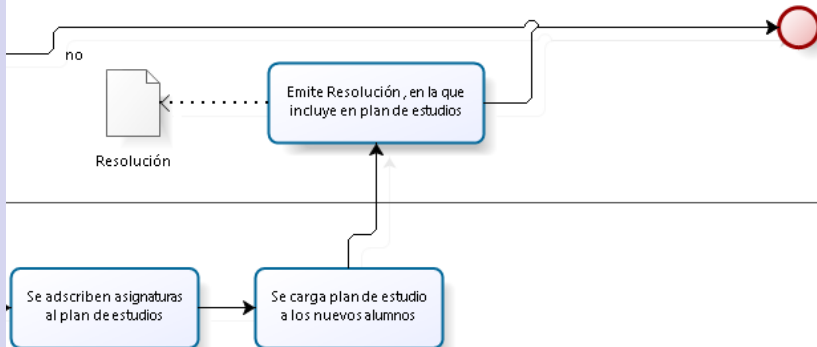 no
Emite Resolución , en la que
incluye en plan de estudios
Resolución
Se adscriben asignaturas
al plan de estudios
Se carga plan de estudio
a los nuevos alumnos